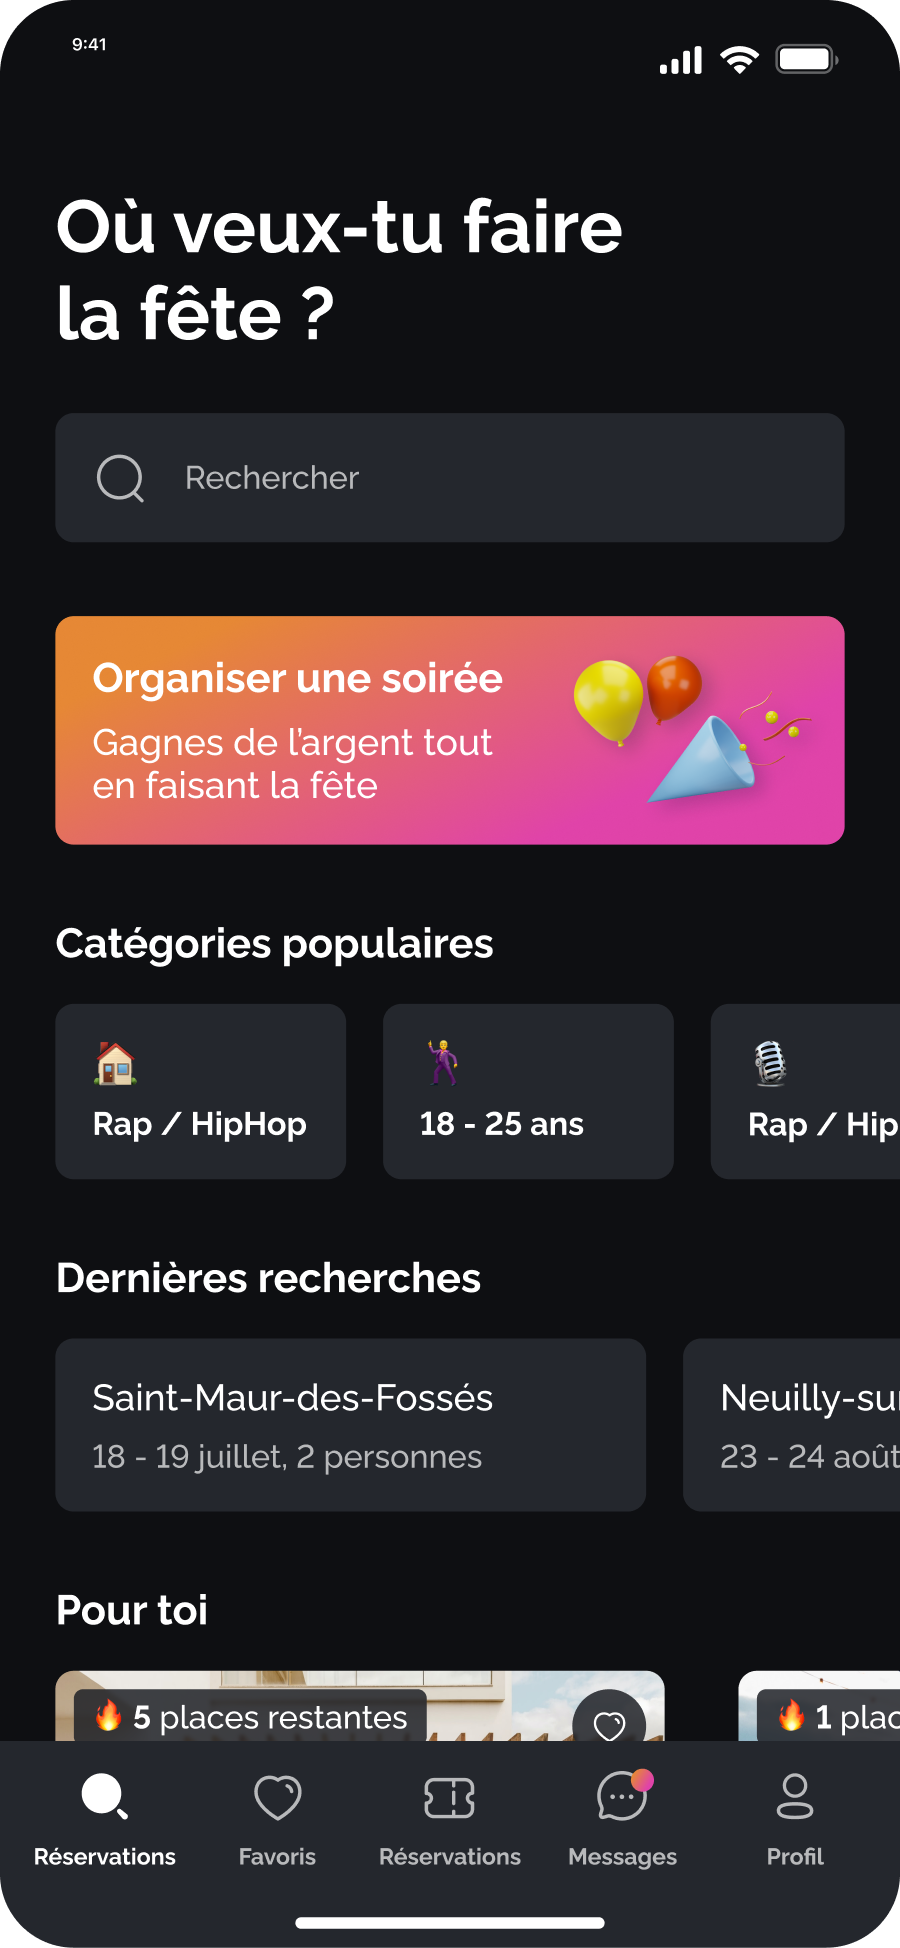 9:41
Où veux-tu faire
la fête ?
Rechercher
Organiser une soirée
Gagnes de l’argent tout
en faisant la fête
Catégories populaires
Rap / HipHop
18 - 25 ans
Rap / Hip
Dernières recherches
Saint-Maur-des-Fossés
18 - 19 juillet, 2 personnes
Neuilly-sur
23 - 24 août
Pour toi
5 places restantes
1 plac
Réservations
Favoris
Réservations
Messages
Profil